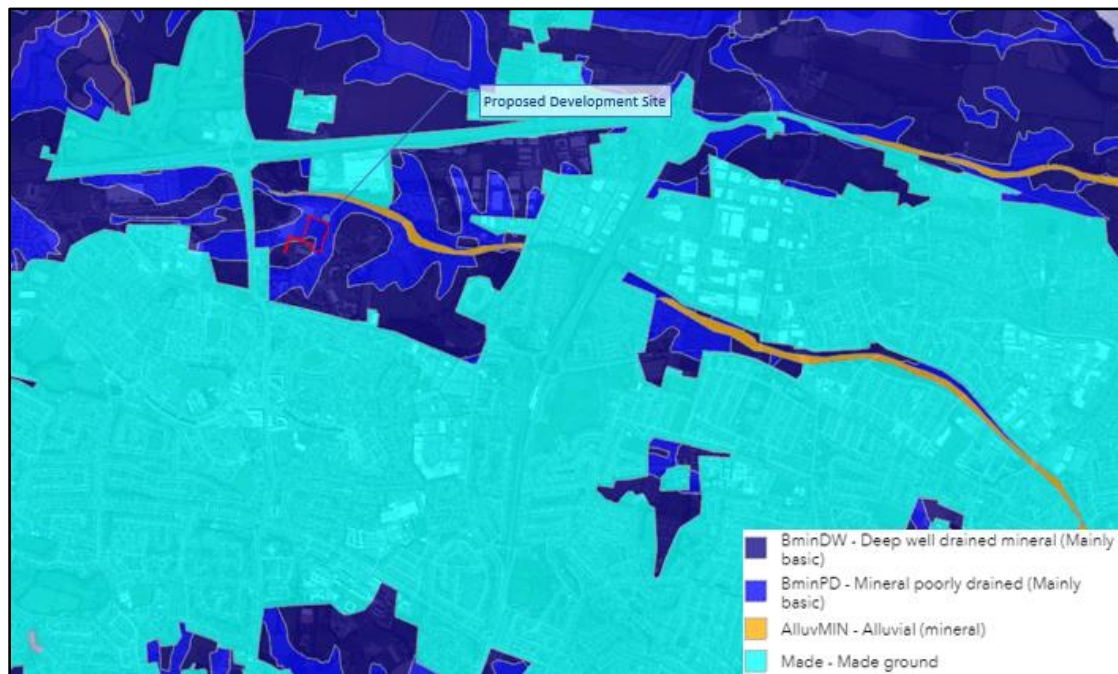 Proposed Development Site
BminDW - Deep well drained mineral (Mainly
basic)
BminPD - Mineral poorly drained (Mainly
basic)
AlluvMIN - Alluvial (mineral)
Made - Made ground